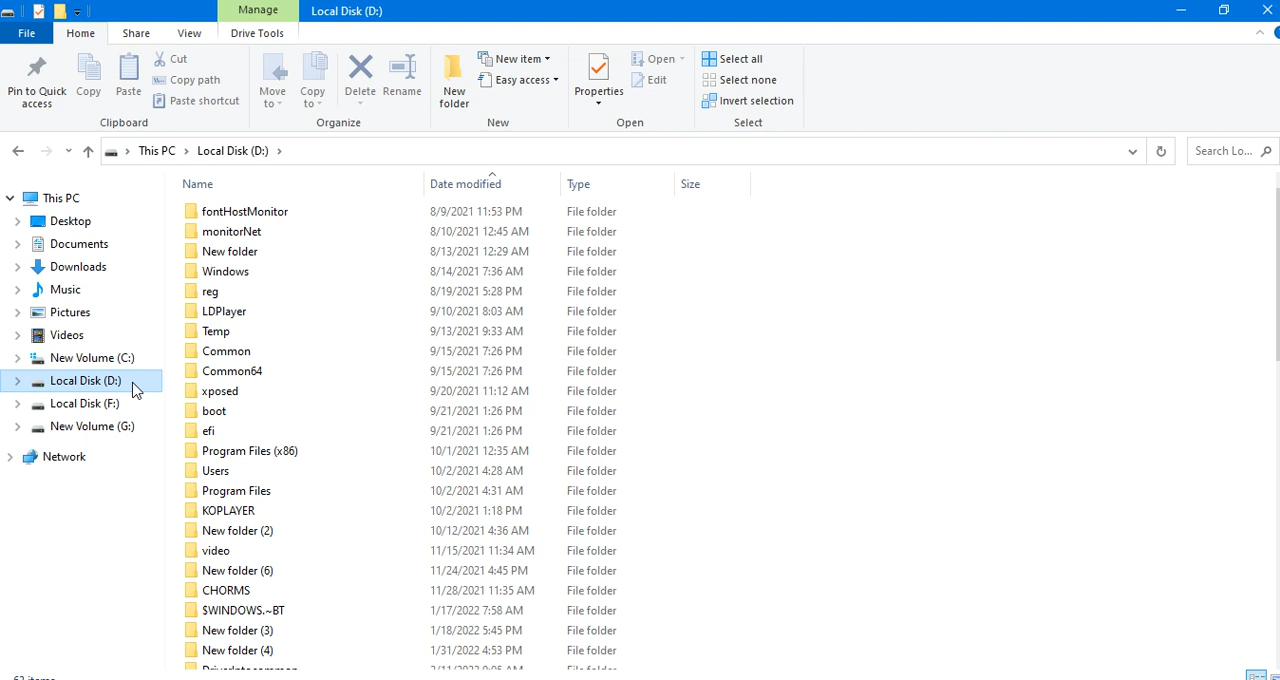 Manage Local Disk (D:)
File Home Share View Drive Tools
Pin to Quick access
Copy
Paste
Cut
Copy path
Paste shortcut
Clipboard
Move to
Copy to
Delete
Rename
Organize
New folder
New item
Easy access
New
Properties
Open
Edit
Open
Select all
Select none
Invert selection
Select
This PC > Local Disk (D:) >
Search Lo...
This PC
Desktop
Documents
Downloads
Music
Pictures
Videos
New Volume (C:)
Local Disk (D:)
Local Disk (F:)
New Volume (G:)
Network
Name Date modified Type Size
fontHostMonitor 8/9/2021 11:53 PM File folder
monitorNet 8/10/2021 12:45 AM File folder
New folder 8/13/2021 12:29 AM File folder
Windows 8/14/2021 7:36 AM File folder
reg 8/19/2021 5:28 PM File folder
LDPlayer 9/10/2021 8:03 AM File folder
Temp 9/13/2021 9:33 AM File folder
Common 9/15/2021 7:26 PM File folder
Common64 9/15/2021 7:26 PM File folder
xposed 9/20/2021 11:12 AM File folder
boot 9/21/2021 1:26 PM File folder
efi 9/21/2021 1:26 PM File folder
Program Files (x86) 10/1/2021 12:35 AM File folder
Users 10/2/2021 4:28 AM File folder
Program Files 10/2/2021 4:31 AM File folder
KOPLAYER 10/2/2021 1:18 PM File folder
New folder (2) 10/12/2021 4:36 AM File folder
video 11/15/2021 11:34 AM File folder
New folder (6) 11/24/2021 4:45 PM File folder
CHORMS 11/28/2021 11:35 AM File folder
$WINDOWS.~BT 1/17/2022 7:58 AM File folder
New folder (3) 1/18/2022 5:45 PM File folder
New folder (4) 1/31/2022 4:53 PM File folder